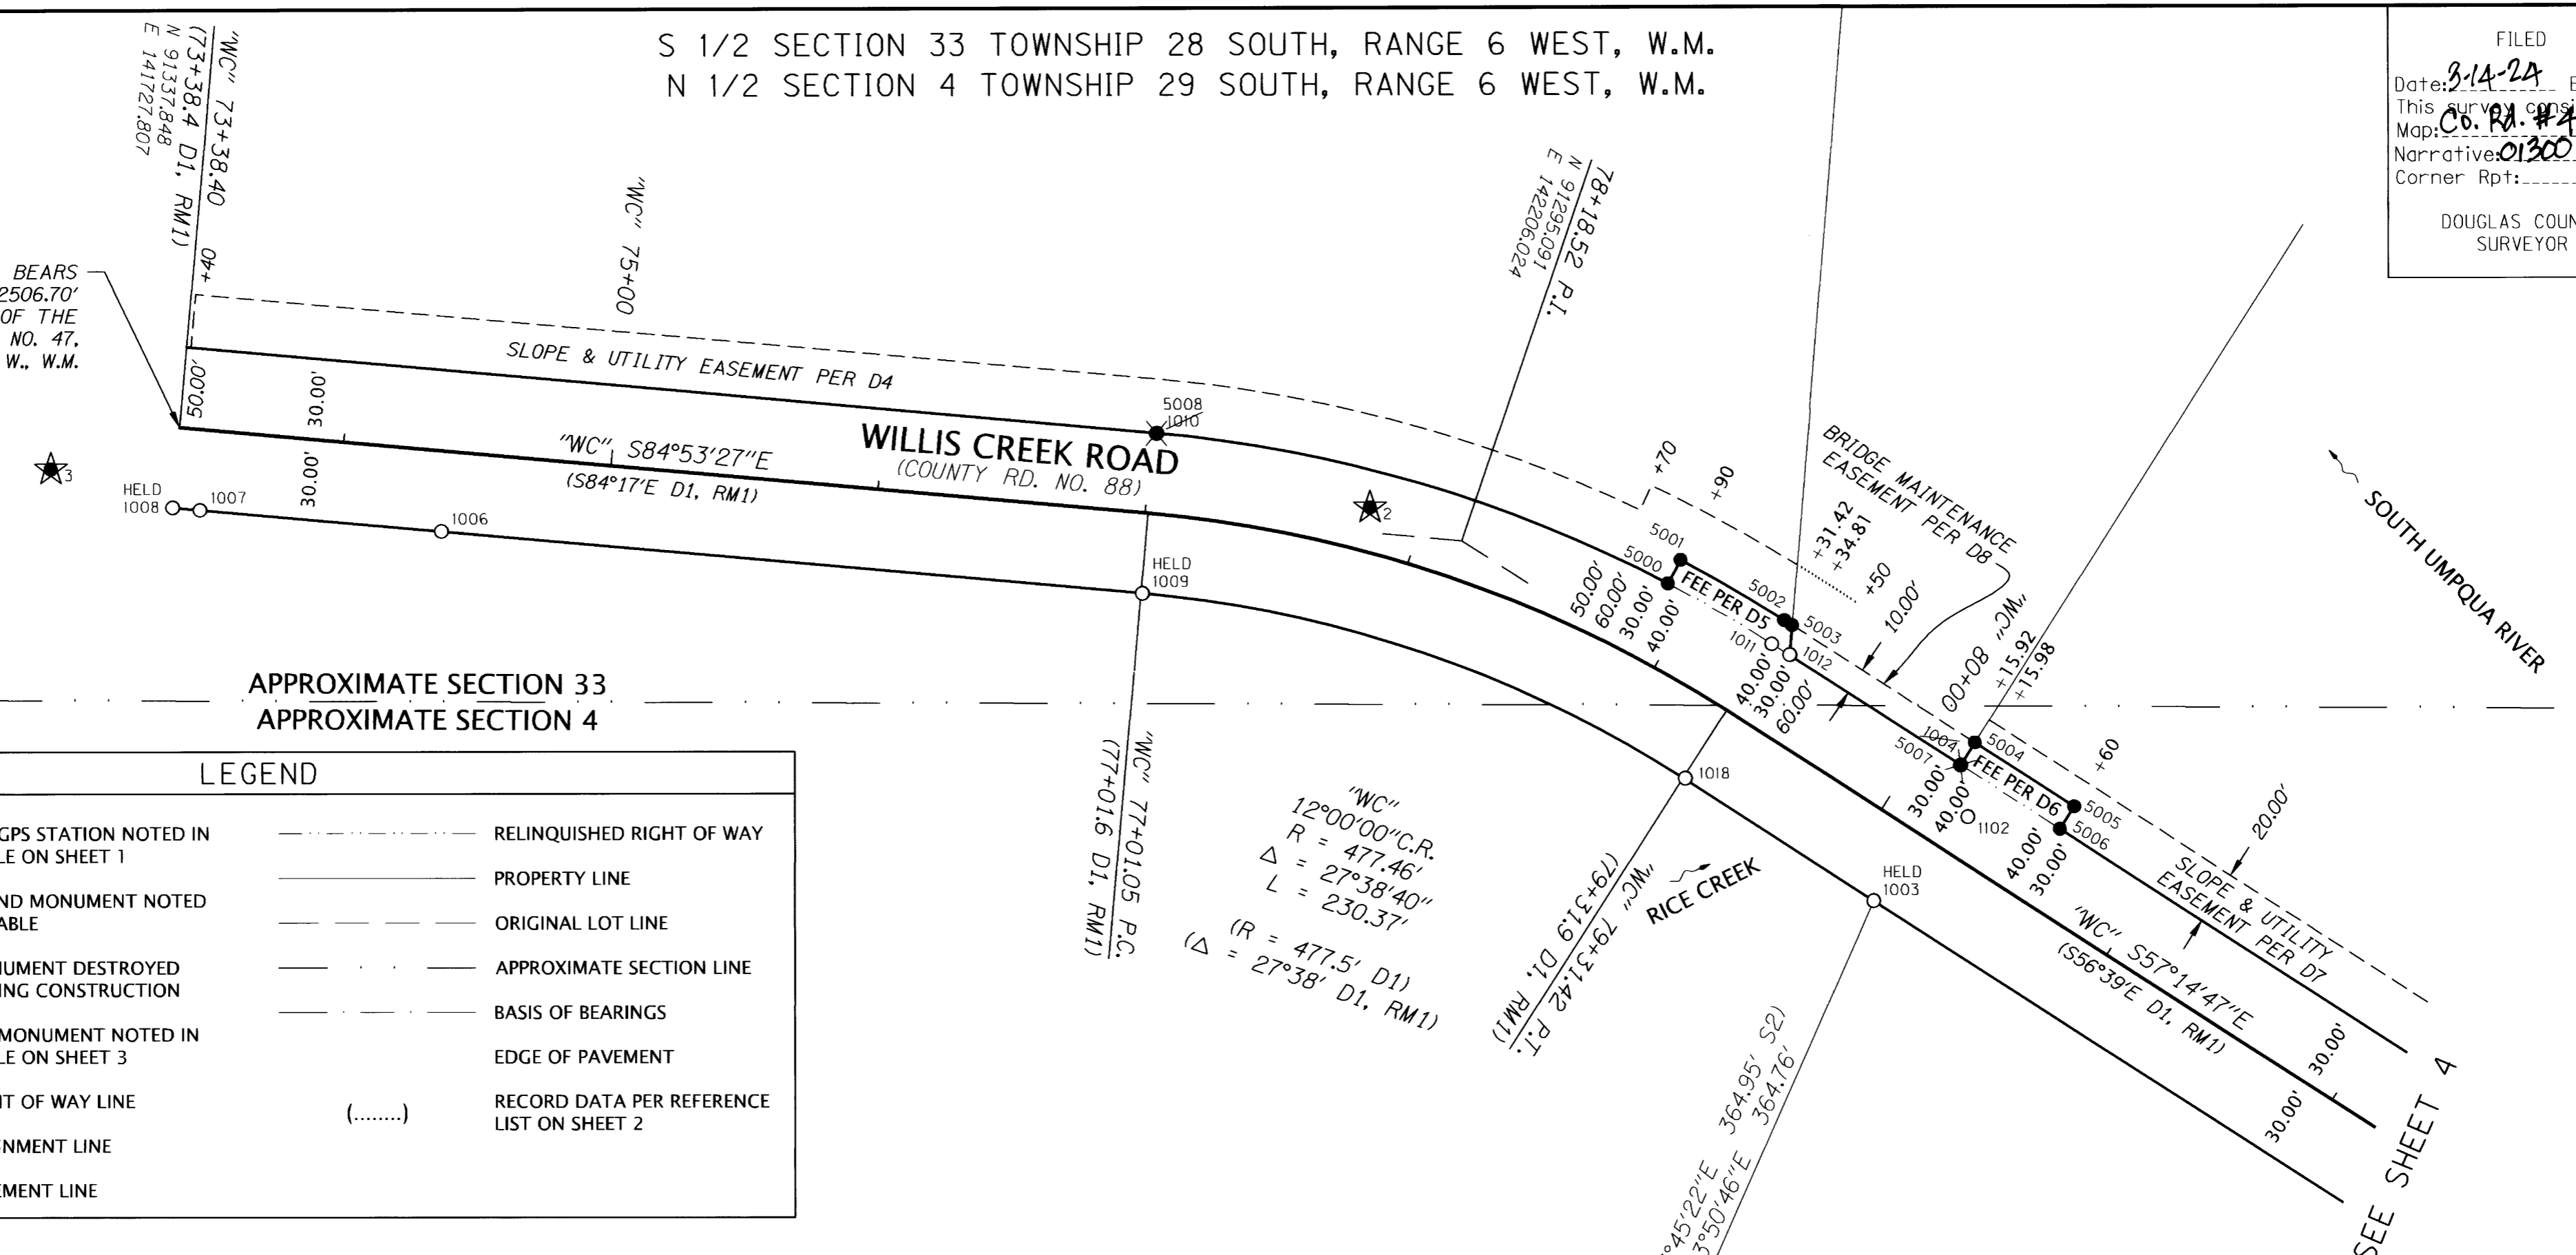 S 1/2 SECTION 33 TOWNSHIP 28 SOUTH, RANGE 6 WEST, W.M.
N 1/2 SECTION 4 TOWNSHIP 29 SOUTH, RANGE 6 WEST, W.M.
FILED
Date: 3-14-24
This survey consi
Map: Co. Rd. #4
Narrative: 01300
Corner Rpt:
DOUGLAS COUN
SURVEYOR
"WC" 73+38.40
(73+38.4 D1, RM1)
N 91337.848
E 141727.807
+40
BEARS
2506.70'
OF THE
NO. 47,
W., W.M.
50.00'
30.00'
30.00'
"WC" 75+00
SLOPE & UTILITY EASEMENT PER D4
"WC" S84°53'27"E
(S84°17'E D1, RM1)
WILLIS CREEK ROAD
(COUNTY RD. NO. 88)
5008
1010
3
HELD
1008
1007
1006
HELD
1009
2
78+18.52 P.I.
N 91295.091
E 142206.024
+70
+90
BRIDGE MAINTENANCE
EASEMENT PER D8
+31.42
+34.81
+50
10.00'
5001
5000
FEE PER D5
5002
5003
1011
1012
50.00'
60.00'
30.00'
40.00'
40.00'
30.00'
60.00'
"WC" 80+00
+15.92
+15.98
SOUTH UMPQUA RIVER
1004
5007
5004
FEE PER D6
5005
5006
+60
30.00'
40.00'
1102
40.00'
30.00'
20.00'
SLOPE & UTILITY
EASEMENT PER D7
"WC" S57°14'47"E
(S56°39'E D1, RM1)
30.00'
30.00'
SEE SHEET 4
APPROXIMATE SECTION 33
APPROXIMATE SECTION 4
"WC" 77+01.05 P.C.
(77+01.6 D1, RM1)
"WC"
12°00'00"C.R.
R = 477.46'
Δ = 27°38'40"
L = 230.37'
(R = 477.5' D1)
(Δ = 27°38' D1, RM1)
"WC" 79+31.42 P.T.
(79+31.9 D1, RM1)
1018
RICE CREEK
HELD
1003
°45'22"E 364.95' S2)
3°50'46"E 364.76'
LEGEND
GPS STATION NOTED IN
LE ON SHEET 1
ND MONUMENT NOTED
ABLE
NUMENT DESTROYED
ING CONSTRUCTION
MONUMENT NOTED IN
LE ON SHEET 3
T OF WAY LINE
NMENT LINE
EMENT LINE
RELINQUISHED RIGHT OF WAY
PROPERTY LINE
ORIGINAL LOT LINE
APPROXIMATE SECTION LINE
BASIS OF BEARINGS
EDGE OF PAVEMENT
(........) RECORD DATA PER REFERENCE
LIST ON SHEET 2